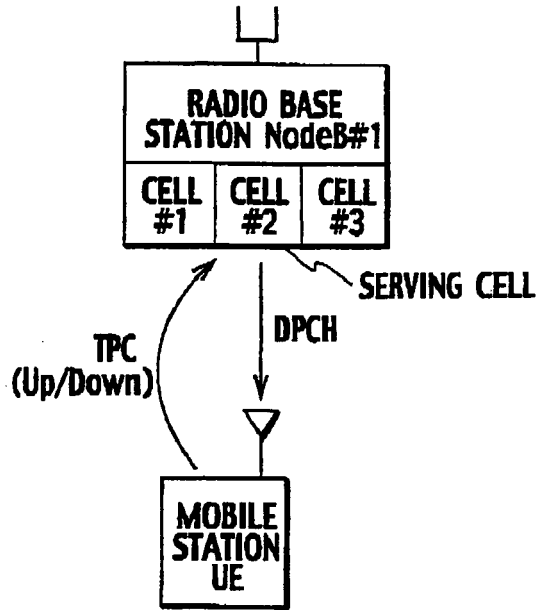 RADIO BASE
STATION NodeB#1
CELL #1
CELL #2
CELL #3
SERVING CELL
DPCH
TPC
(Up/Down)
MOBILE
STATION
UE